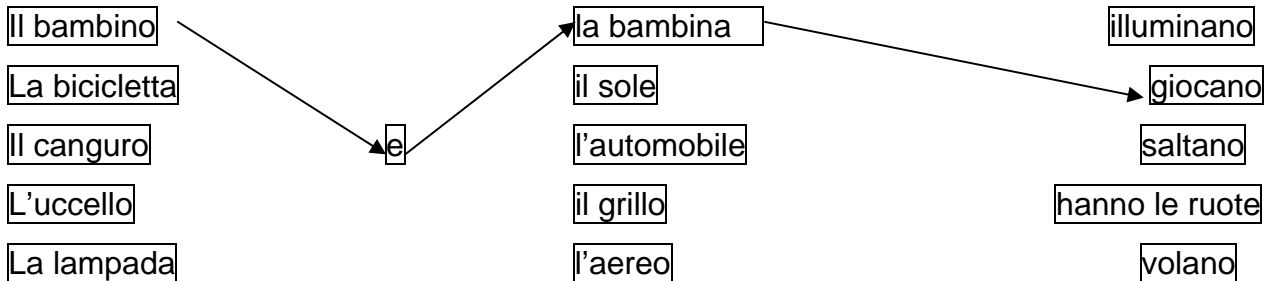 Il bambino la bambina illuminano
La bicicletta il sole giocano
Il canguro e l’automobile saltano
L’uccello il grillo hanno le ruote
La lampada l’aereo volano